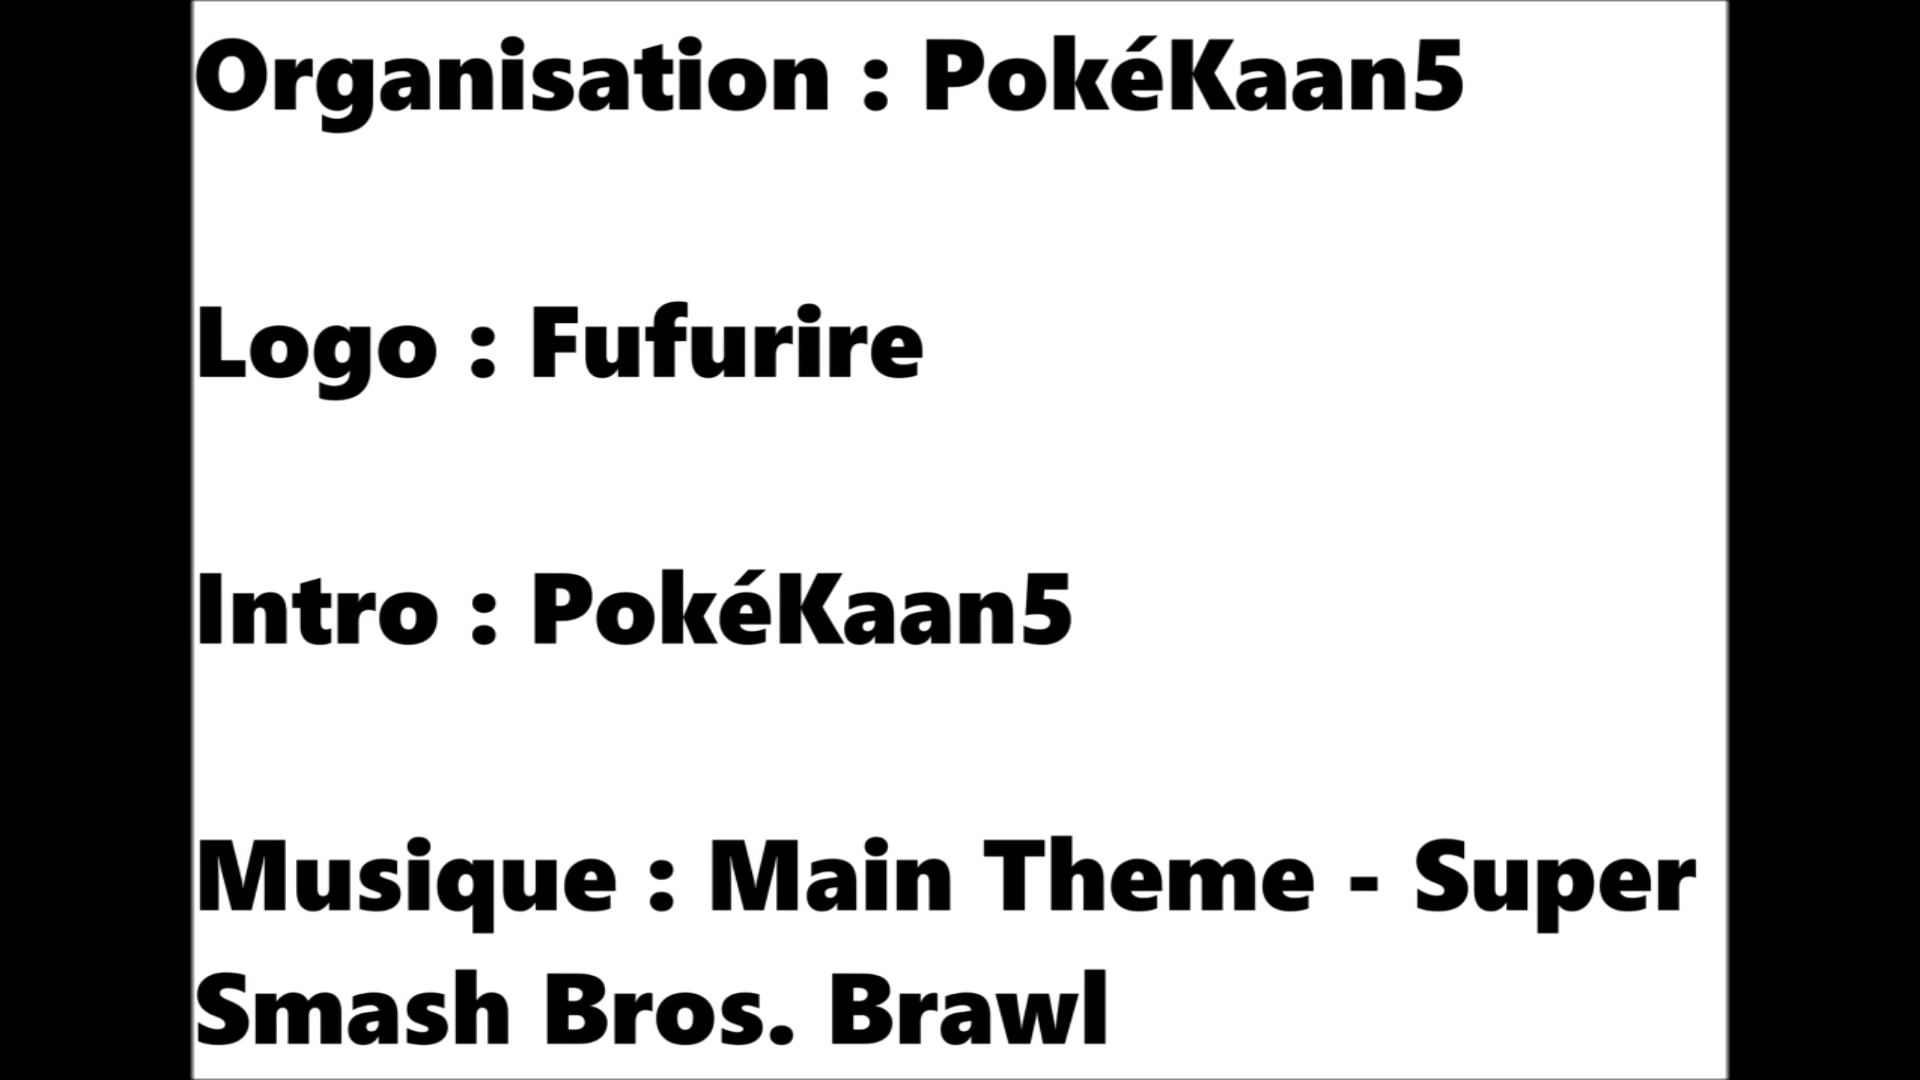 Organisation : PokéKaan5
Logo : Fufurire
Intro : PokéKaan5
Musique : Main Theme - Super
Smash Bros. Brawl